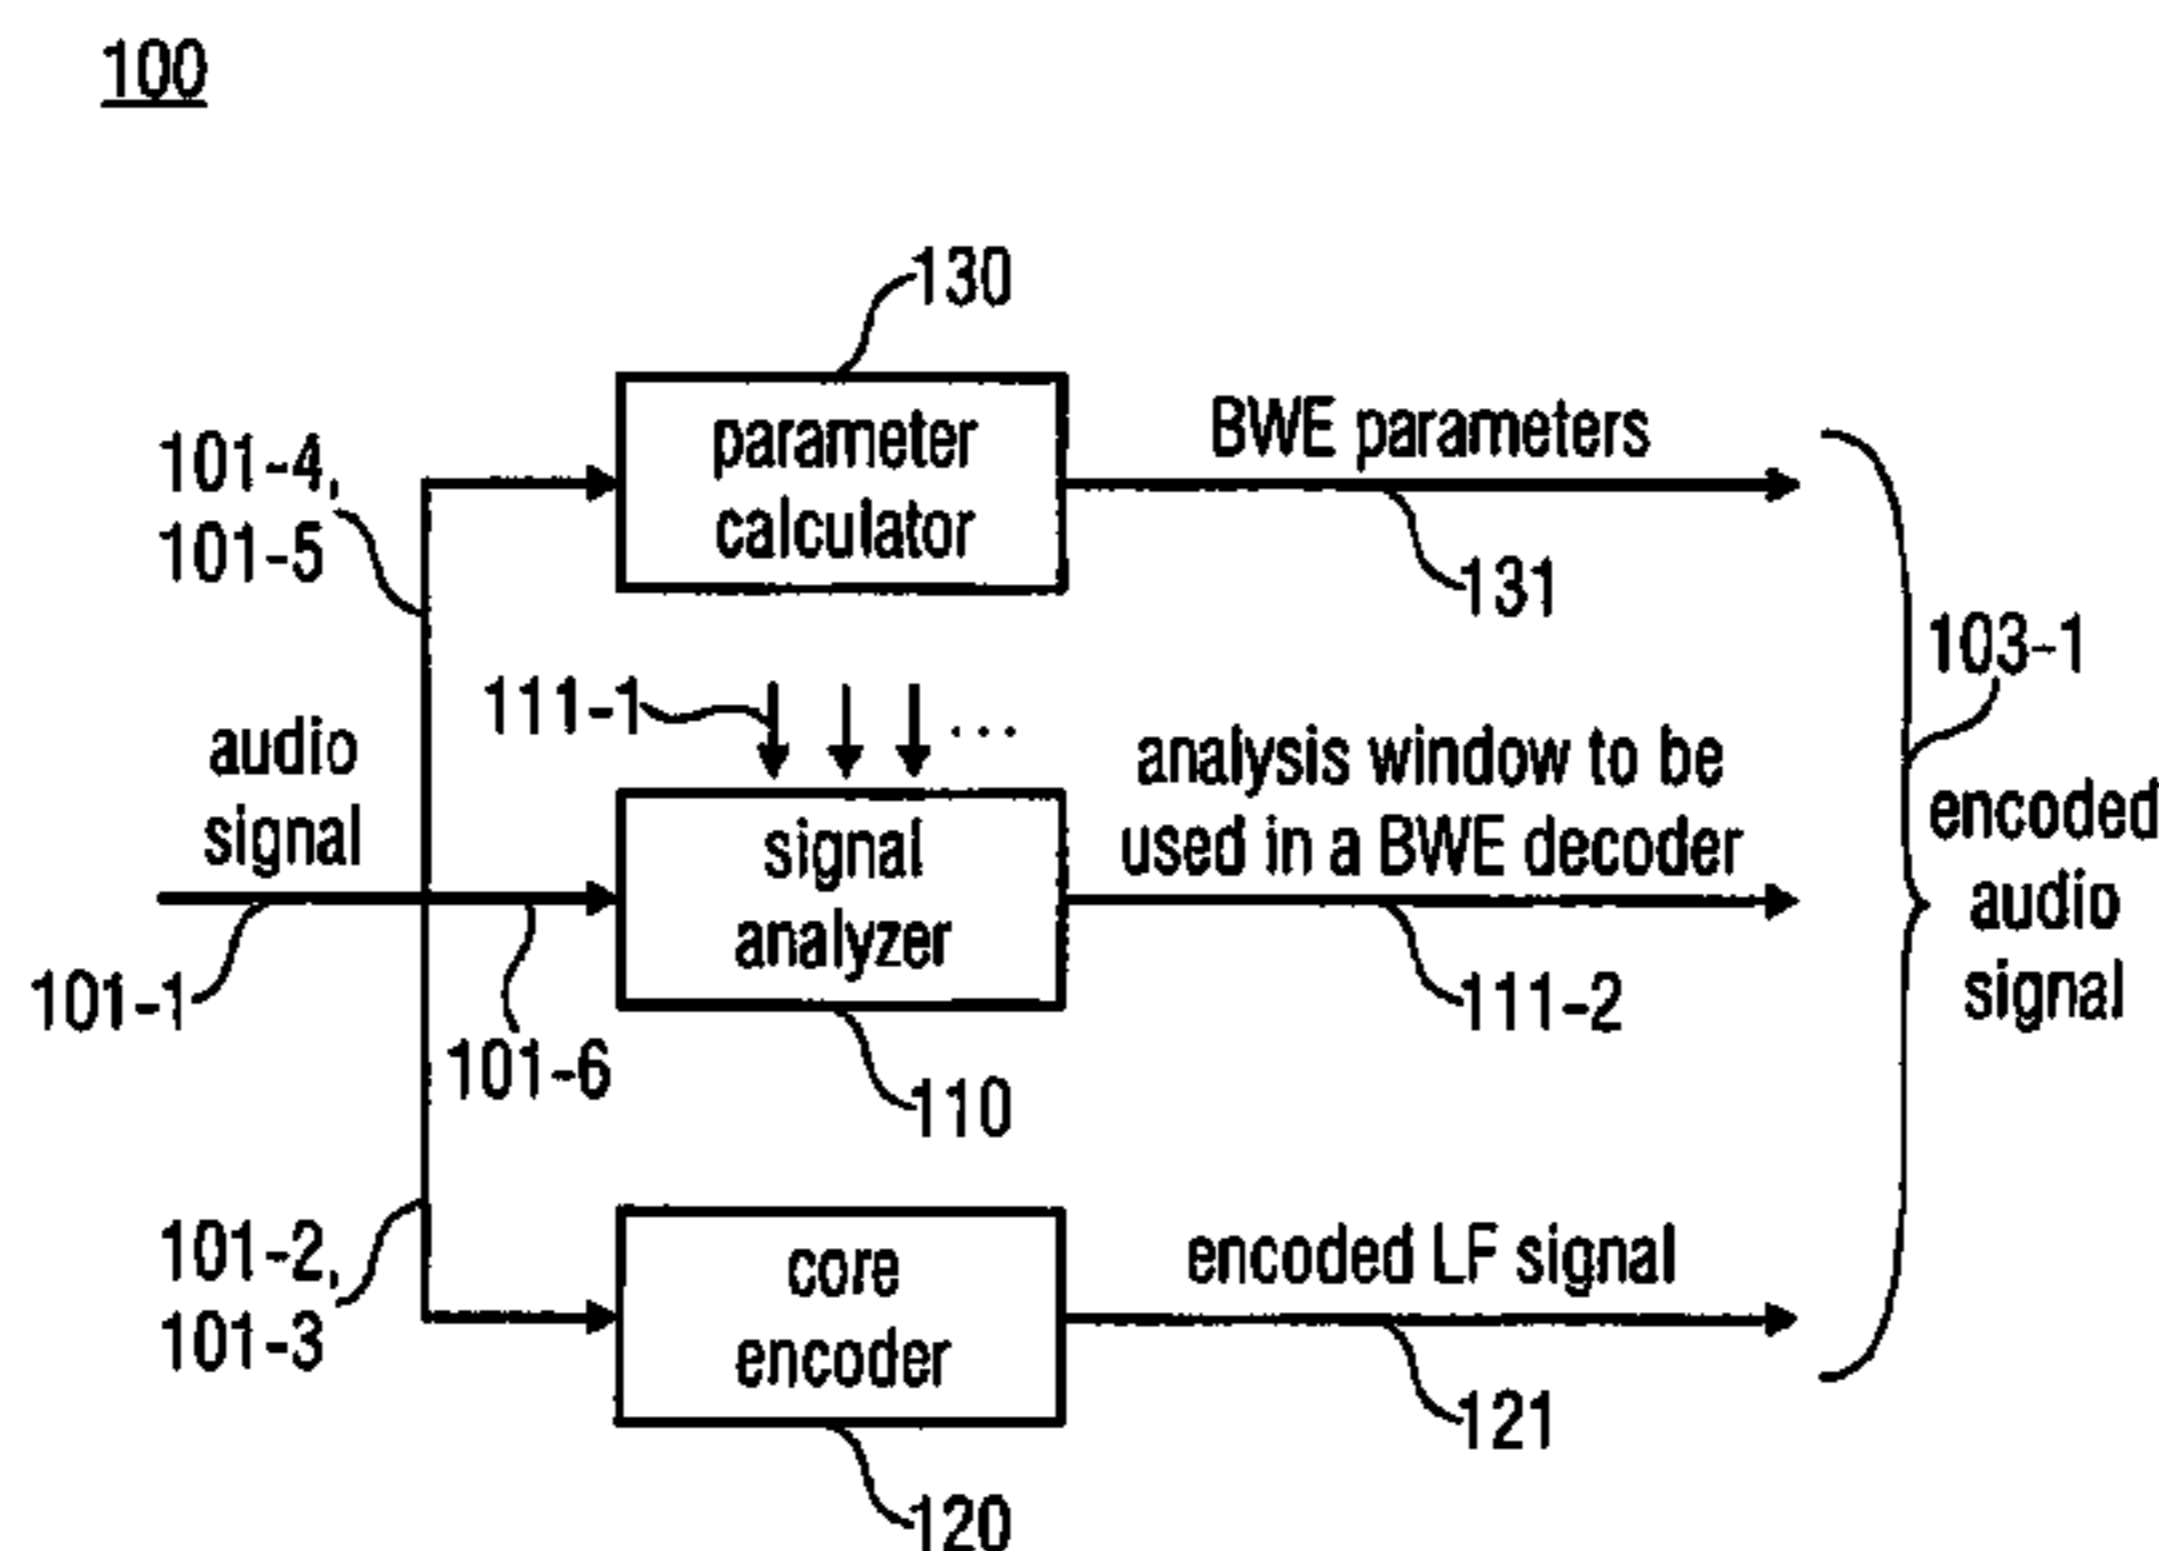 100
130
parameter
calculator
BWE parameters
131
101-4,
101-5
111-1
...
audio
signal
101-1
101-6
signal
analyzer
110
analysis window to be
used in a BWE decoder
111-2
103-1
encoded
audio
signal
101-2,
101-3
core
encoder
120
encoded LF signal
121